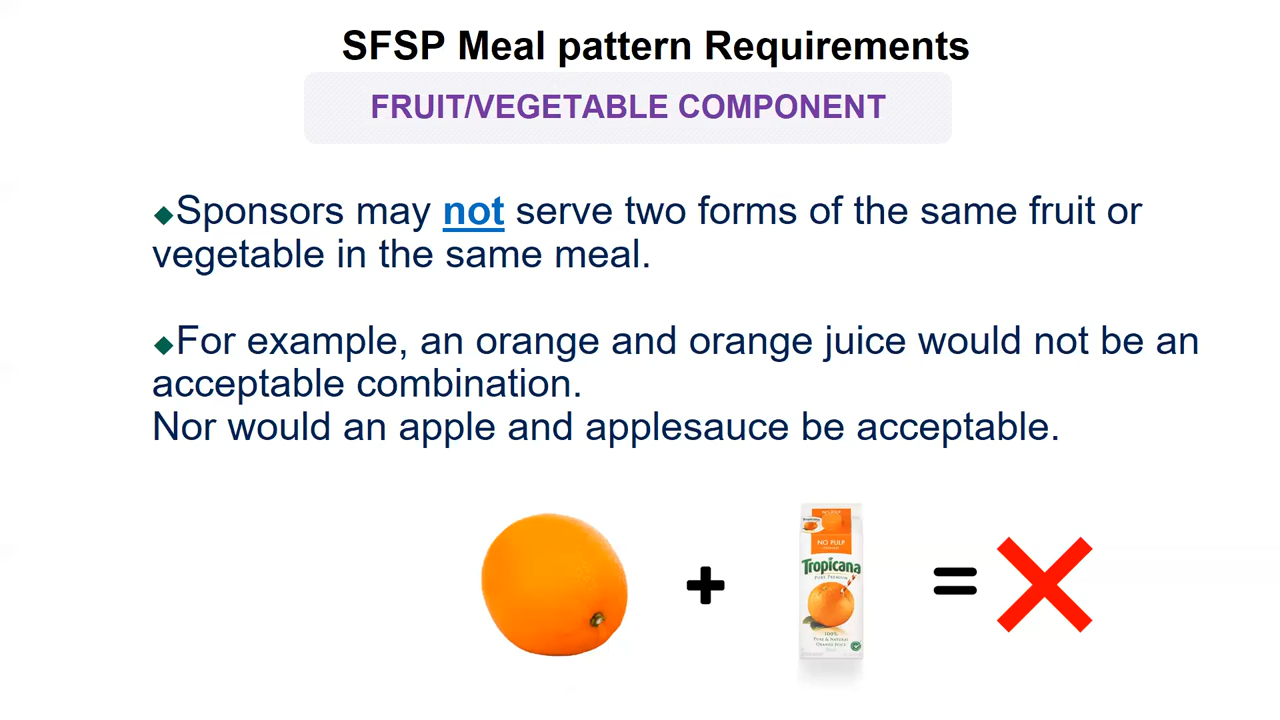 SFSP Meal pattern Requirements
FRUIT/VEGETABLE COMPONENT
◆Sponsors may not serve two forms of the same fruit or
vegetable in the same meal.
◆For example, an orange and orange juice would not be an
acceptable combination.
Nor would an apple and applesauce be acceptable.
+
=
NO PULP
Tropicana
PURE PREMIUM
100%
PURE & NATURAL
ORANGE JUICE